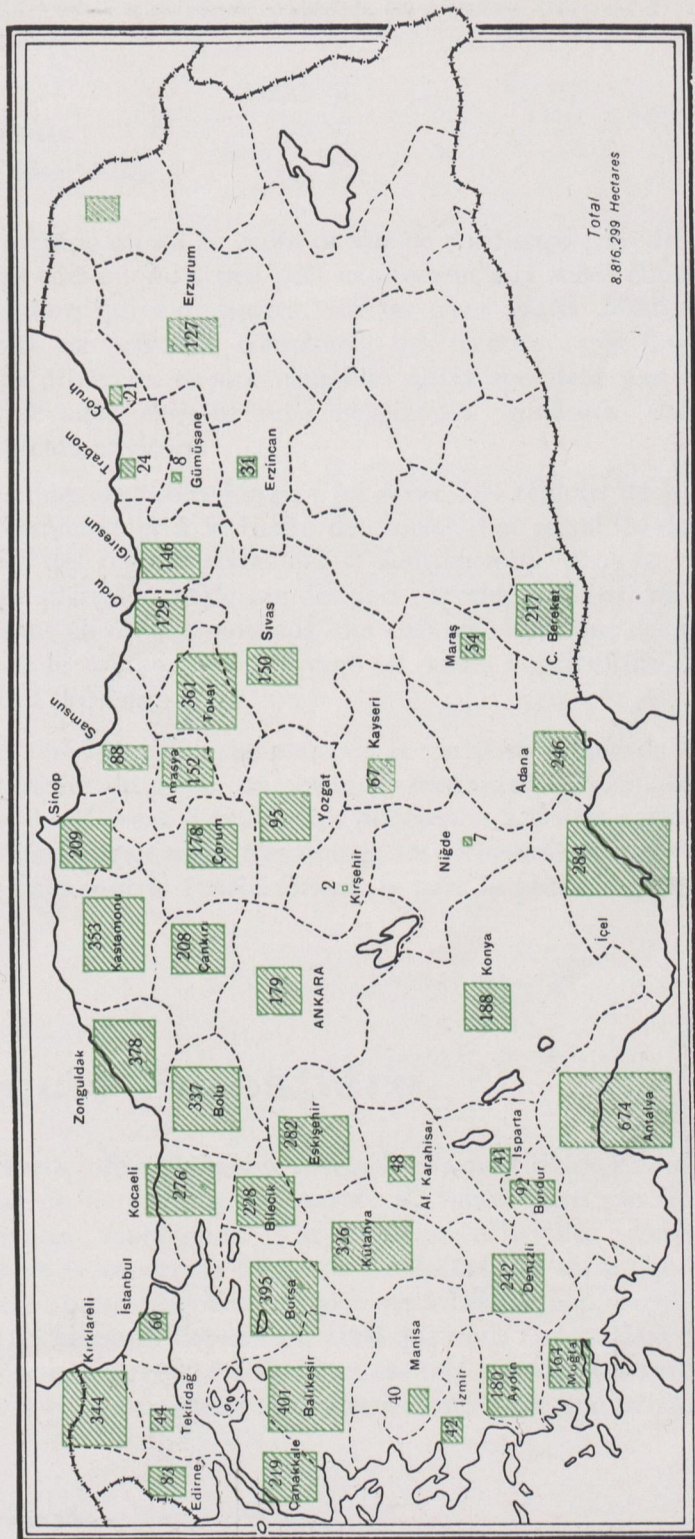 Kırklareli
344
İstanbul
60
Tekirdağ
44
Edirne
83
Kocaeli
276
Zonguldak
378
Kastamonu
353
Sinop
209
Samsun
88
Ordu
129
Giresun
146
Trabzon
24
Çoruh
21
Gümüşane
8
Erzurum
127
Erzincan
31
Bolu
337
Çankırı
208
Çorum
178
Amasya
152
Tokat
361
Sıvas
150
Çanakkale
219
Balıkesir
401
Bursa
395
Bilecik
228
Eskişehir
282
ANKARA
179
Kırşehir
2
Yozgat
95
Kayseri
67
Kütahya
326
Af. Karahisar
48
Manisa
40
İzmir
42
Aydın
180
Denizli
242
Muğla
Burdur
92
Isparta
41
Antalya
674
Konya
188
Niğde
7
İçel
284
Adana
246
Maraş
54
C. Bereket
217
Total
8.816.299 Hectares